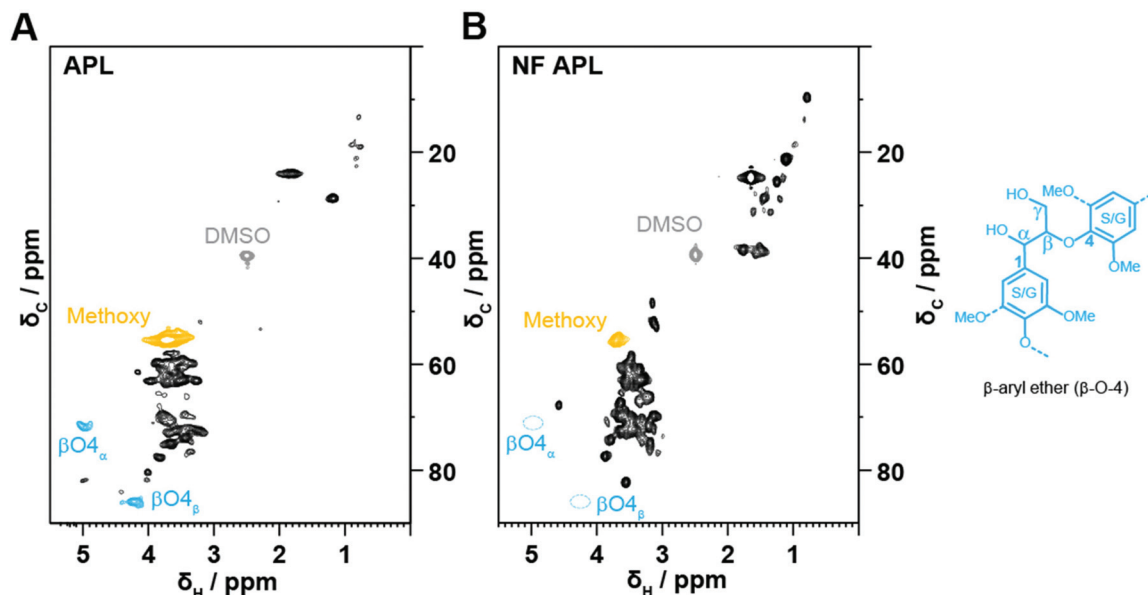 A
APL
DMSO
Methoxy
βO4α
βO4β
20
40
60
80
δC / ppm
5
4
3
2
1
δH / ppm
B
NF APL
DMSO
Methoxy
βO4α
βO4β
20
40
60
80
δC / ppm
5
4
3
2
1
δH / ppm
MeO
S/G
HO
γ
HO
α
β
O
4
OMe
1
S/G
MeO
OMe
O
β-aryl ether (β-O-4)